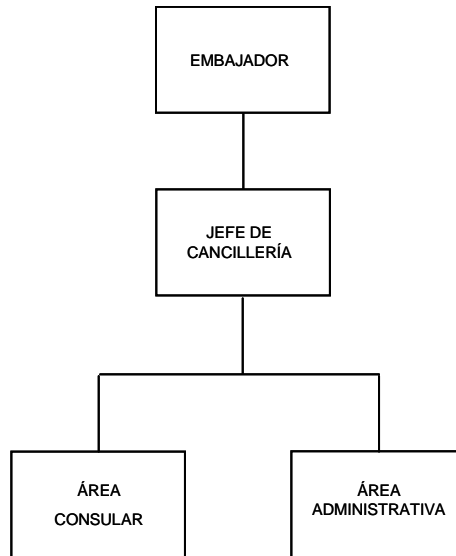 EMBAJADOR
JEFE DE
CANCILLERÍA
ÁREA
CONSULAR
ÁREA
ADMINISTRATIVA